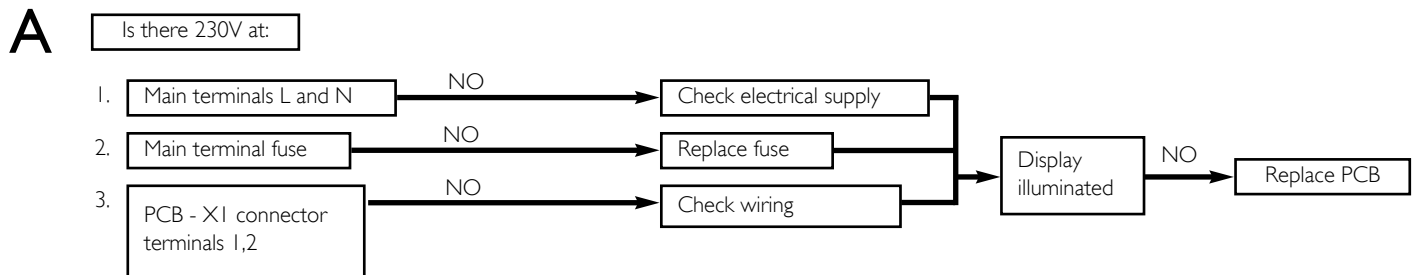 A
Is there 230V at:
1. Main terminals L and N
NO
Check electrical supply
2. Main terminal fuse
NO
Replace fuse
3. PCB - X1 connector
terminals 1,2
NO
Check wiring
Display
illuminated
NO
Replace PCB